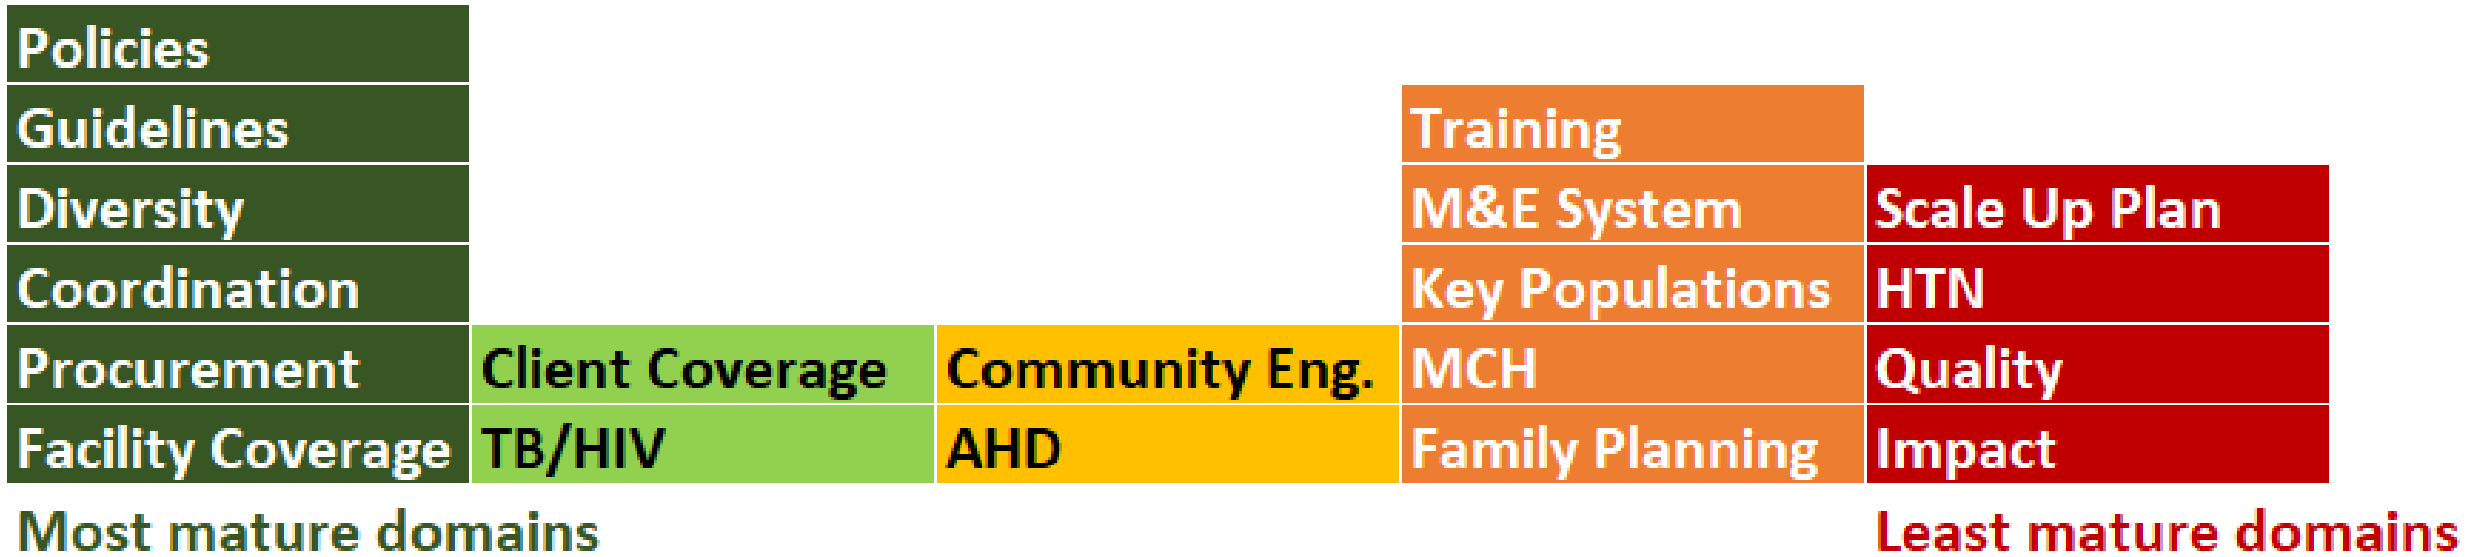 Policies
Guidelines
Training
Diversity
M&E System
Scale Up Plan
Coordination
Key Populations
HTN
Procurement
Client Coverage
Community Eng.
MCH
Quality
Facility Coverage
TB/HIV
AHD
Family Planning
Impact
Most mature domains
Least mature domains